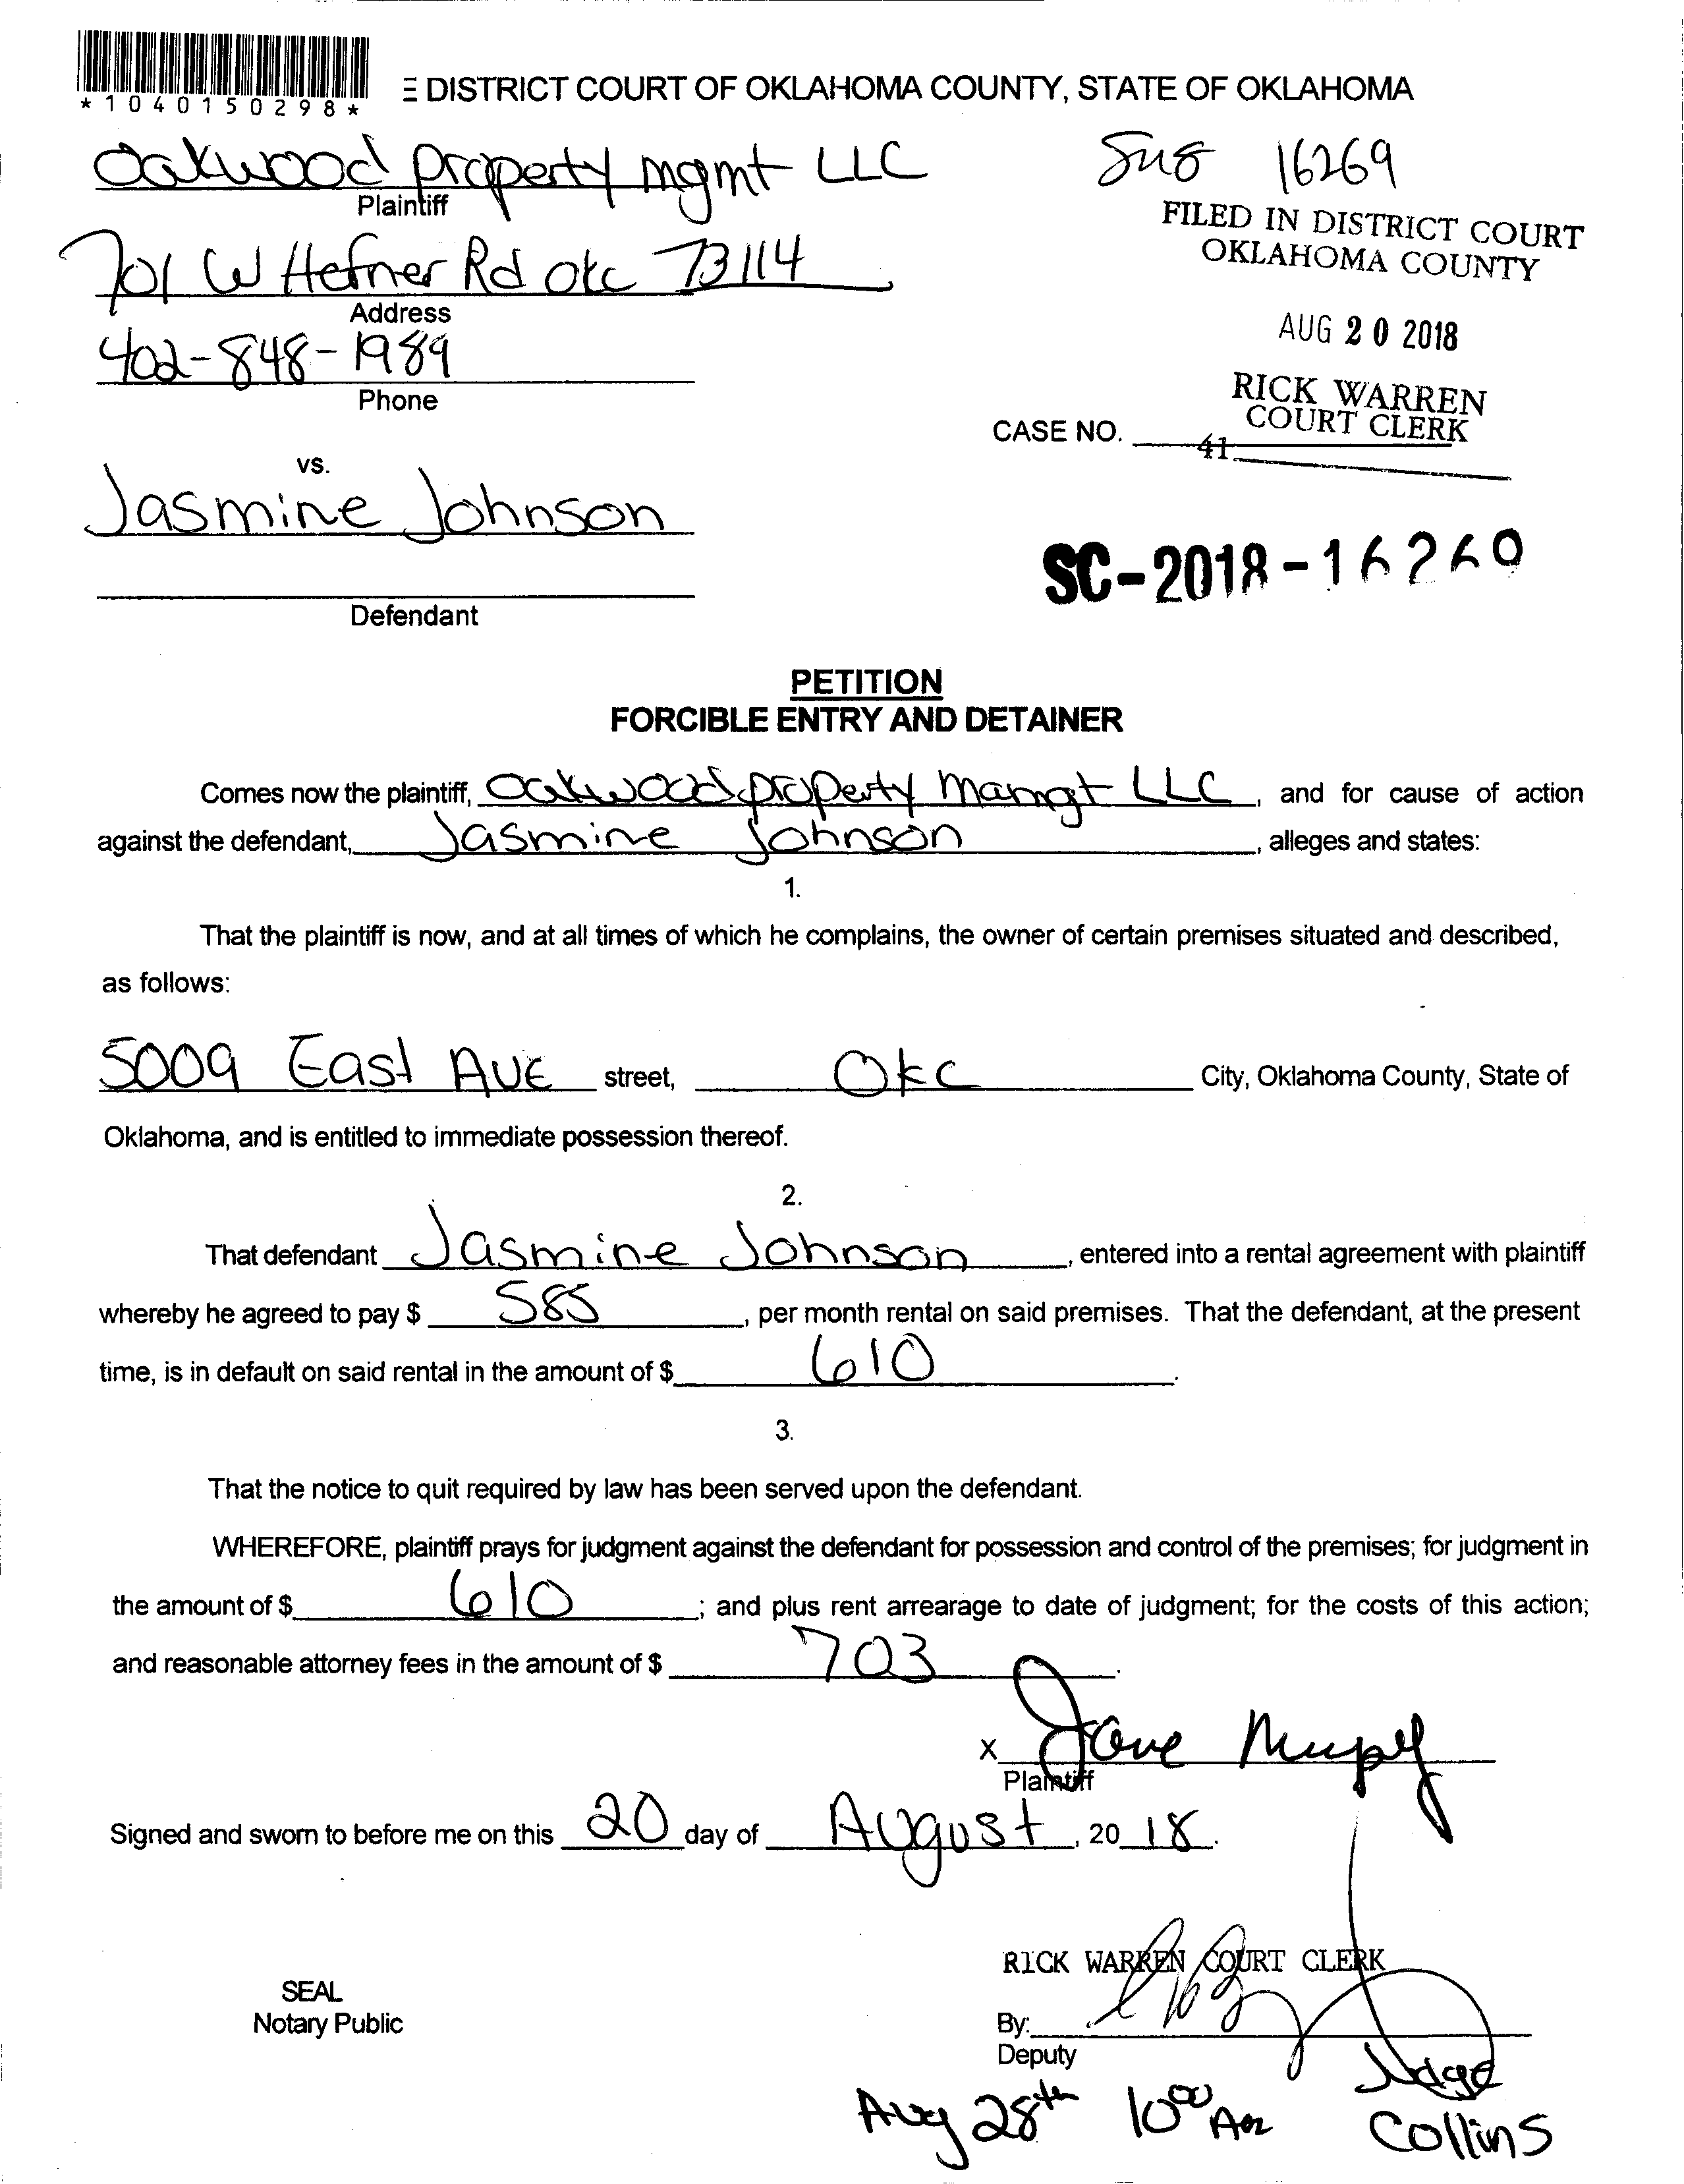 *1040150298*
E DISTRICT COURT OF OKLAHOMA COUNTY, STATE OF OKLAHOMA
Oakwood property mgmt LLC
Plaintiff
16269
FILED IN DISTRICT COURT
OKLAHOMA COUNTY
701 W Hefner Rd okc 73114
Address
AUG 20 2018
402-848-1989
Phone
RICK WARREN
COURT CLERK
CASE NO.
41
vs.
Jasmine Johnson
Defendant
SC-2018-16269
PETITION
FORCIBLE ENTRY AND DETAINER
Comes now the plaintiff, Oakwood property Mamgt LLC, and for cause of action
against the defendant, Jasmine Johnson, alleges and states:
1.
That the plaintiff is now, and at all times of which he complains, the owner of certain premises situated and described,
as follows:
5009 East Ave street, Okc City, Oklahoma County, State of
Oklahoma, and is entitled to immediate possession thereof.
2.
That defendant Jasmine Johnson, entered into a rental agreement with plaintiff
whereby he agreed to pay $ 585, per month rental on said premises. That the defendant, at the present
time, is in default on said rental in the amount of $ 610.
3.
That the notice to quit required by law has been served upon the defendant.
WHEREFORE, plaintiff prays for judgment against the defendant for possession and control of the premises; for judgment in
the amount of $ 610; and plus rent arrearage to date of judgment; for the costs of this action;
and reasonable attorney fees in the amount of $ 703.
X
Plaintiff
Signed and sworn to before me on this 20 day of August, 20 18.
RICK WARREN COURT CLERK
SEAL
Notary Public
By:
Deputy
Aug 28th 10 00 Am Judge
Collins